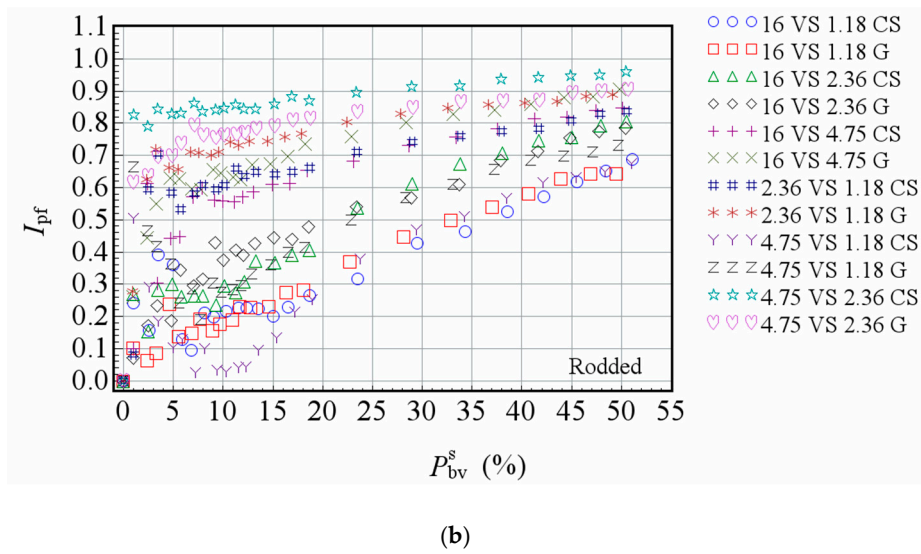 1.1
1.0
0.9
0.8
0.7
0.6
0.5
0.4
0.3
0.2
0.1
0.0
I_pf
0 5 10 15 20 25 30 35 40 45 50 55
P^s_bv (%)
Rodded
16 VS 1.18 CS
16 VS 1.18 G
16 VS 2.36 CS
16 VS 2.36 G
16 VS 4.75 CS
16 VS 4.75 G
2.36 VS 1.18 CS
2.36 VS 1.18 G
4.75 VS 1.18 CS
4.75 VS 1.18 G
4.75 VS 2.36 CS
4.75 VS 2.36 G
(b)